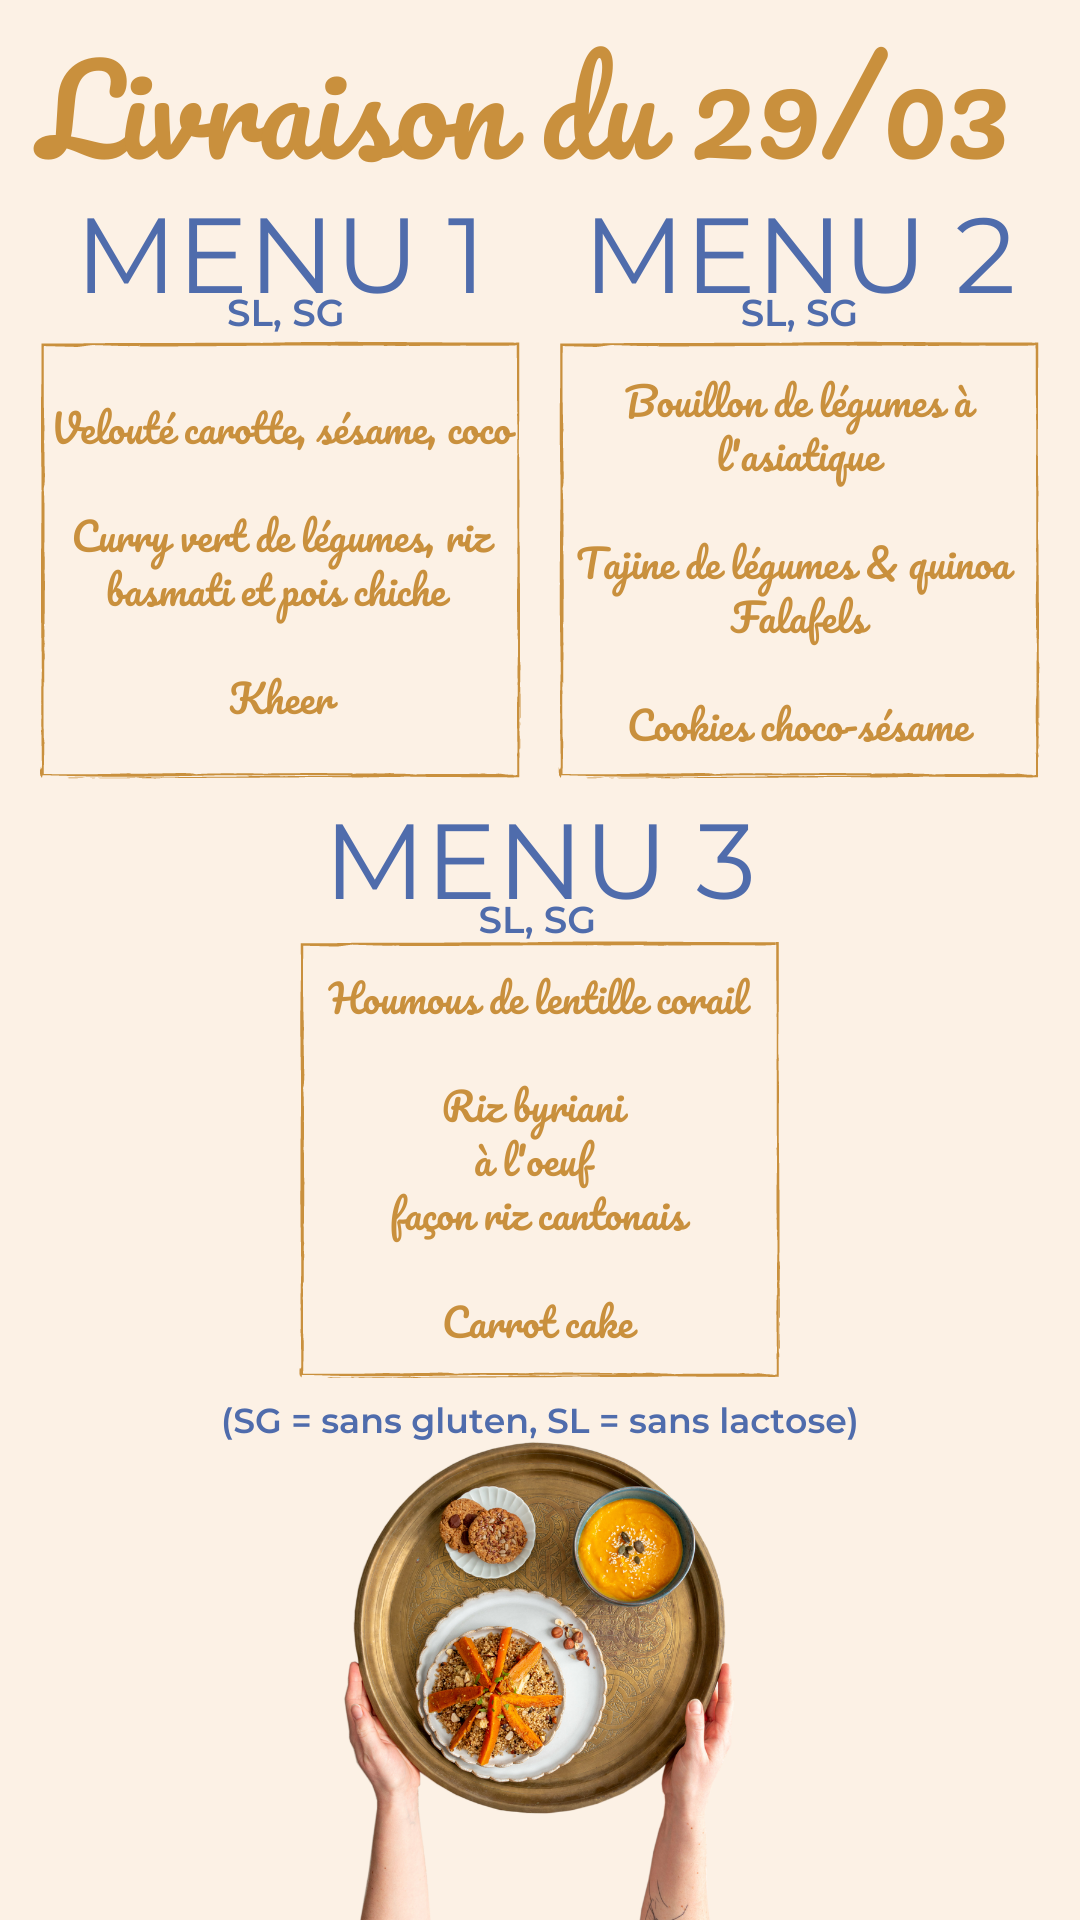 Livraison du 29/03
MENU 1
SL, SG
Velouté carotte, sésame, coco
Curry vert de légumes, riz
basmati et pois chiche
Kheer
MENU 2
SL, SG
Bouillon de légumes à
l'asiatique
Tajine de légumes & quinoa
Falafels
Cookies choco-sésame
MENU 3
SL, SG
Houmous de lentille corail
Riz byriani
à l'oeuf
façon riz cantonais
Carrot cake
(SG = sans gluten, SL = sans lactose)